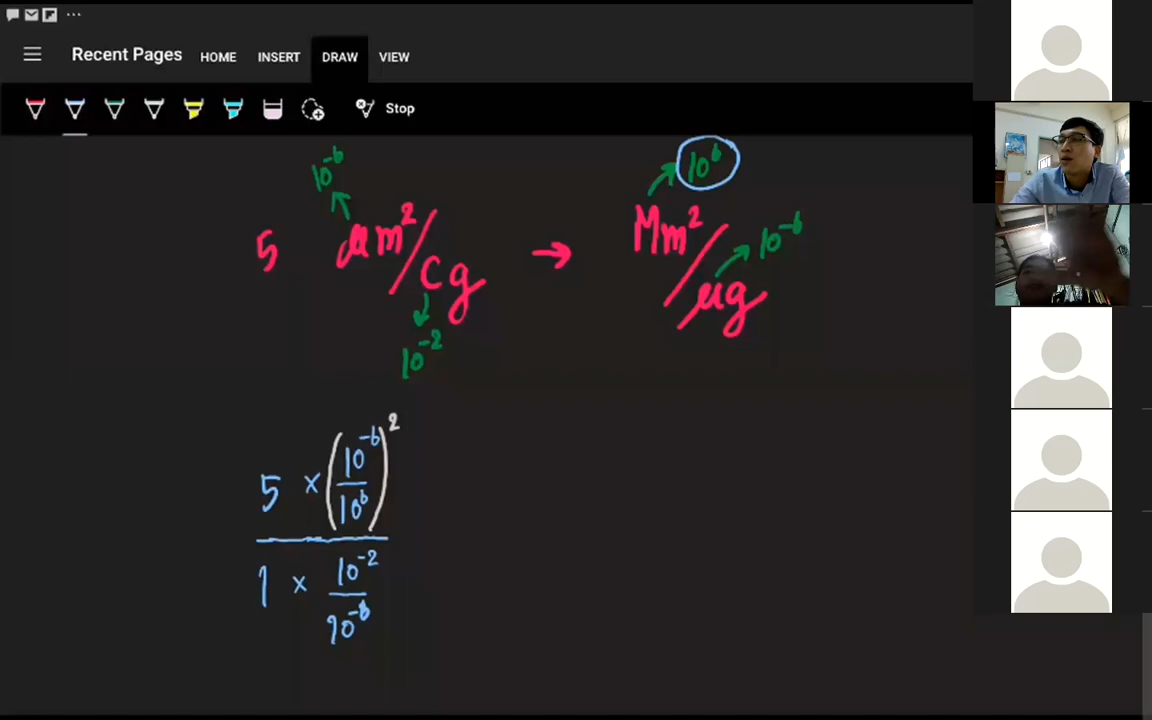 Recent Pages HOME INSERT DRAW VIEW
Stop
10⁻⁶ 10⁶
5 μm²/cg → Mm²/μg 10⁻⁶
10⁻²
5 × (10⁻⁶/10⁶)²
1 × 10⁻²/10⁻⁶